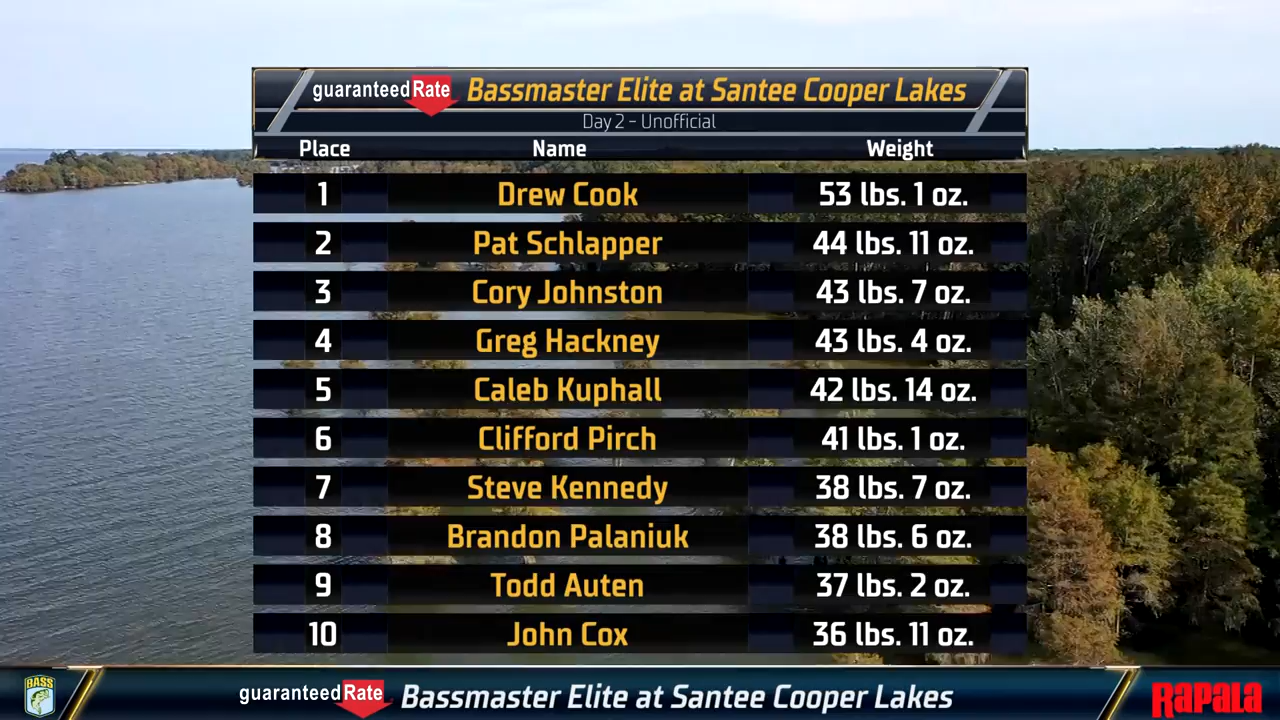 guaranteedRate Bassmaster Elite at Santee Cooper Lakes
Day 2 - Unofficial
Place Name Weight
1 Drew Cook 53 lbs. 1 oz.
2 Pat Schlapper 44 lbs. 11 oz.
3 Cory Johnston 43 lbs. 7 oz.
4 Greg Hackney 43 lbs. 4 oz.
5 Caleb Kuphall 42 lbs. 14 oz.
6 Clifford Pirch 41 lbs. 1 oz.
7 Steve Kennedy 38 lbs. 7 oz.
8 Brandon Palaniuk 38 lbs. 6 oz.
9 Todd Auten 37 lbs. 2 oz.
10 John Cox 36 lbs. 11 oz.
BASS guaranteedRate Bassmaster Elite at Santee Cooper Lakes RAPALA